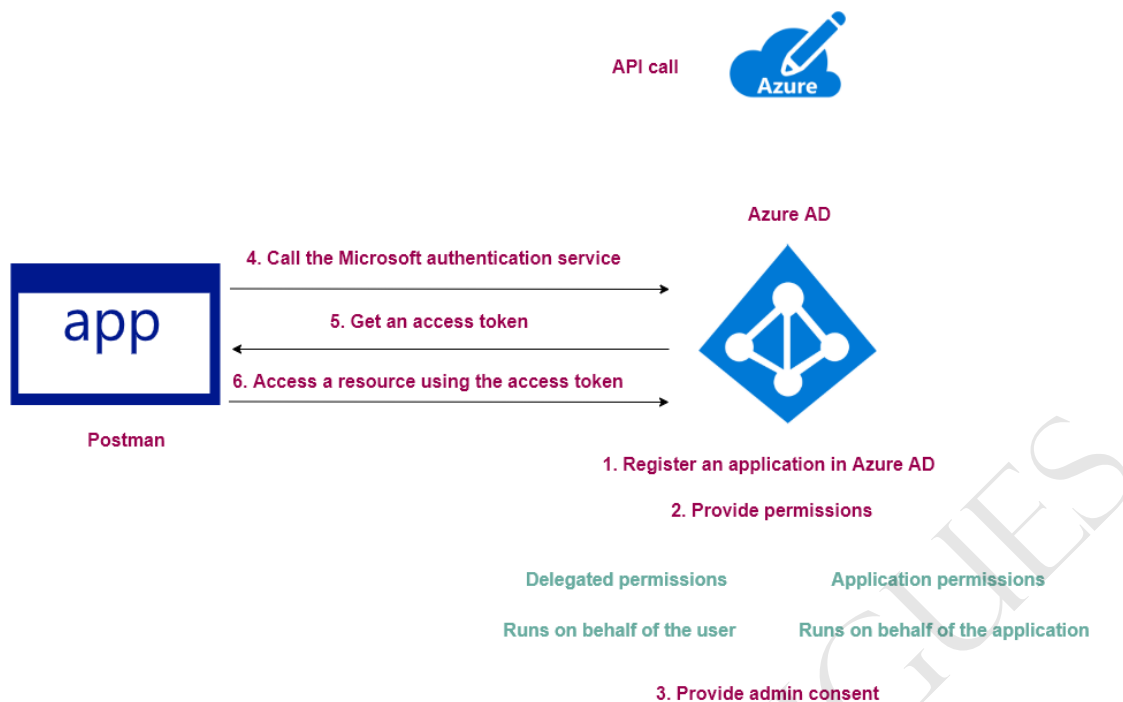 API call
Azure
Azure AD
4. Call the Microsoft authentication service
app
5. Get an access token
6. Access a resource using the access token
Postman
1. Register an application in Azure AD
2. Provide permissions
Delegated permissions
Application permissions
Runs on behalf of the user
Runs on behalf of the application
3. Provide admin consent